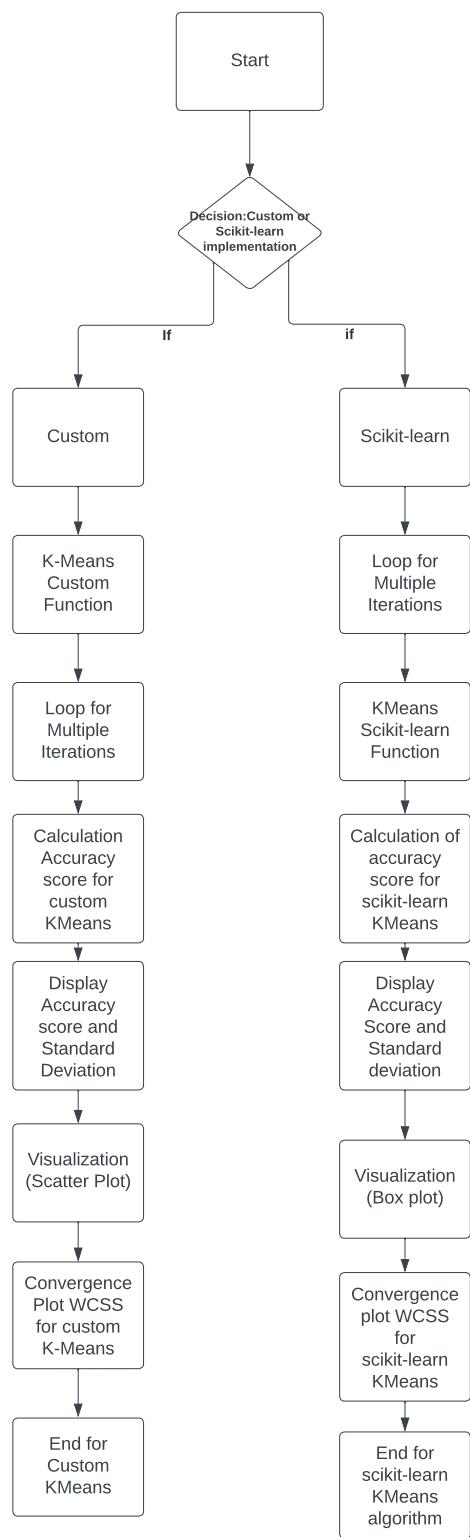 Start
Decision:Custom or
Scikit-learn
implementation
If
if
Custom
K-Means
Custom
Function
Loop for
Multiple
Iterations
Calculation
Accuracy
score for
custom
KMeans
Display
Accuracy
score and
Standard
Deviation
Visualization
(Scatter Plot)
Convergence
Plot WCSS
for custom
K-Means
End for
Custom
KMeans
Scikit-learn
Loop for
Multiple
Iterations
KMeans
Scikit-learn
Function
Calculation of
accuracy
score for
scikit-learn
KMeans
Display
Accuracy
Score and
Standard
deviation
Visualization
(Box plot)
Convergence
plot WCSS
for
scikit-learn
KMeans
End for
scikit-learn
KMeans
algorithm